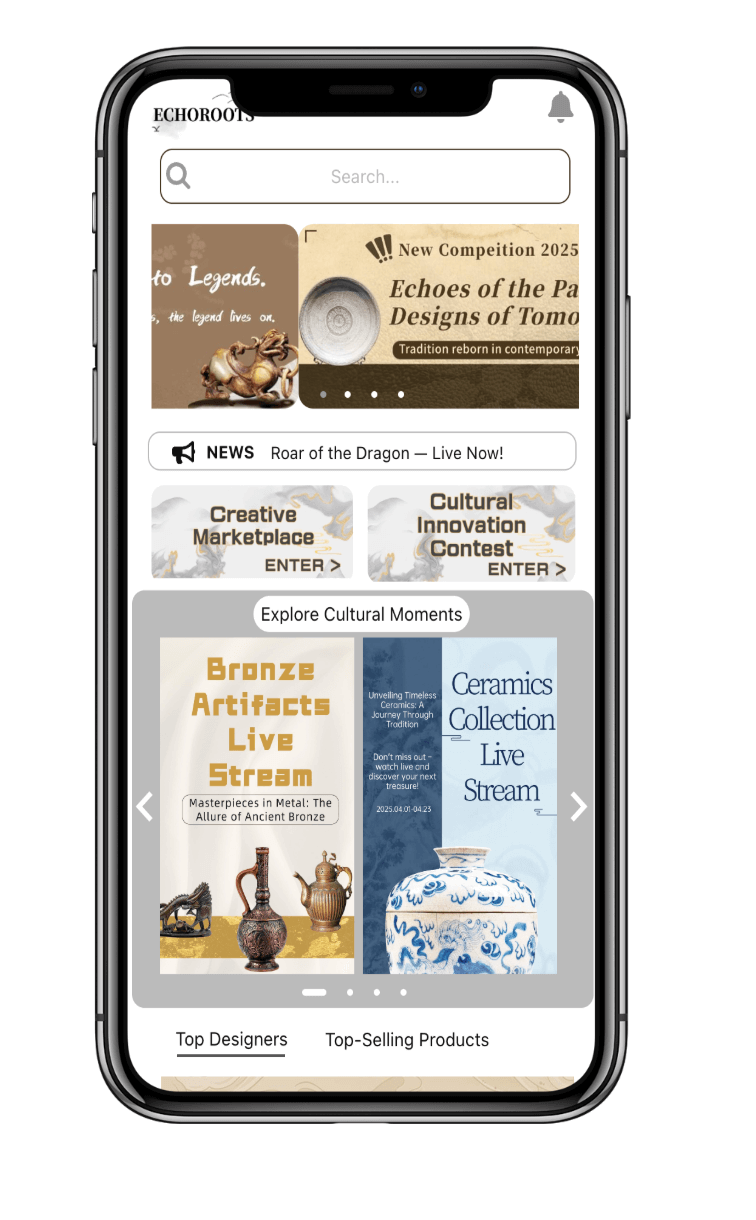 ECHOROOTS
Search...
to Legends.
s, the legend lives on.
New Compeition 2025
Echoes of the Pa
Designs of Tomo
Tradition reborn in contemporary
NEWS Roar of the Dragon — Live Now!
Creative
Marketplace
ENTER >
Cultural
Innovation
Contest
ENTER >
Explore Cultural Moments
Bronze
Artifacts
Live
Stream
Masterpieces in Metal: The
Allure of Ancient Bronze
Unveiling Timeless
Ceramics: A
Journey Through
Tradition
Don't miss out –
watch live and
discover your next
treasure!
2025.04.01-04.23
Ceramics
Collection
Live
Stream
Top Designers
Top-Selling Products